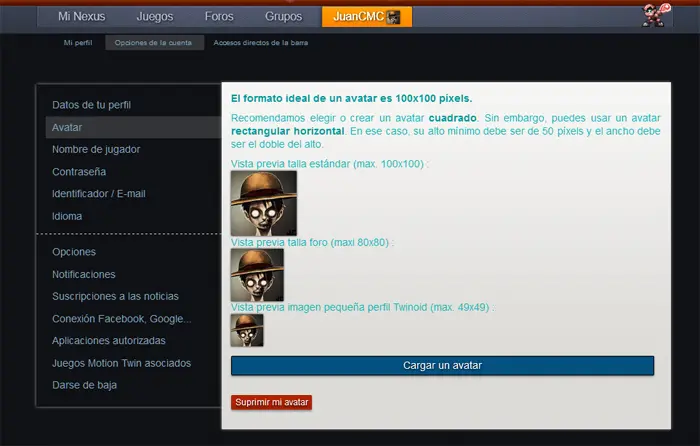 Mi Nexus Juegos Foros Grupos JuanCMC
Mi perfil Opciones de la cuenta Accesos directos de la barra
Datos de tu perfil
Avatar
Nombre de jugador
Contraseña
Identificador / E-mail
Idioma
Opciones
Notificaciones
Suscripciones a las noticias
Conexión Facebook, Google...
Aplicaciones autorizadas
Juegos Motion Twin asociados
Darse de baja
El formato ideal de un avatar es 100x100 píxels.
Recomendamos elegir o crear un avatar cuadrado. Sin embargo, puedes usar un avatar
rectangular horizontal. En ese caso, su alto mínimo debe ser de 50 píxels y el ancho debe
ser el doble del alto.
Vista previa talla estándar (max. 100x100) :
Vista previa talla foro (maxi 80x80) :
Vista previa imagen pequeña perfil Twinoid (max. 49x49) :
Cargar un avatar
Suprimir mi avatar